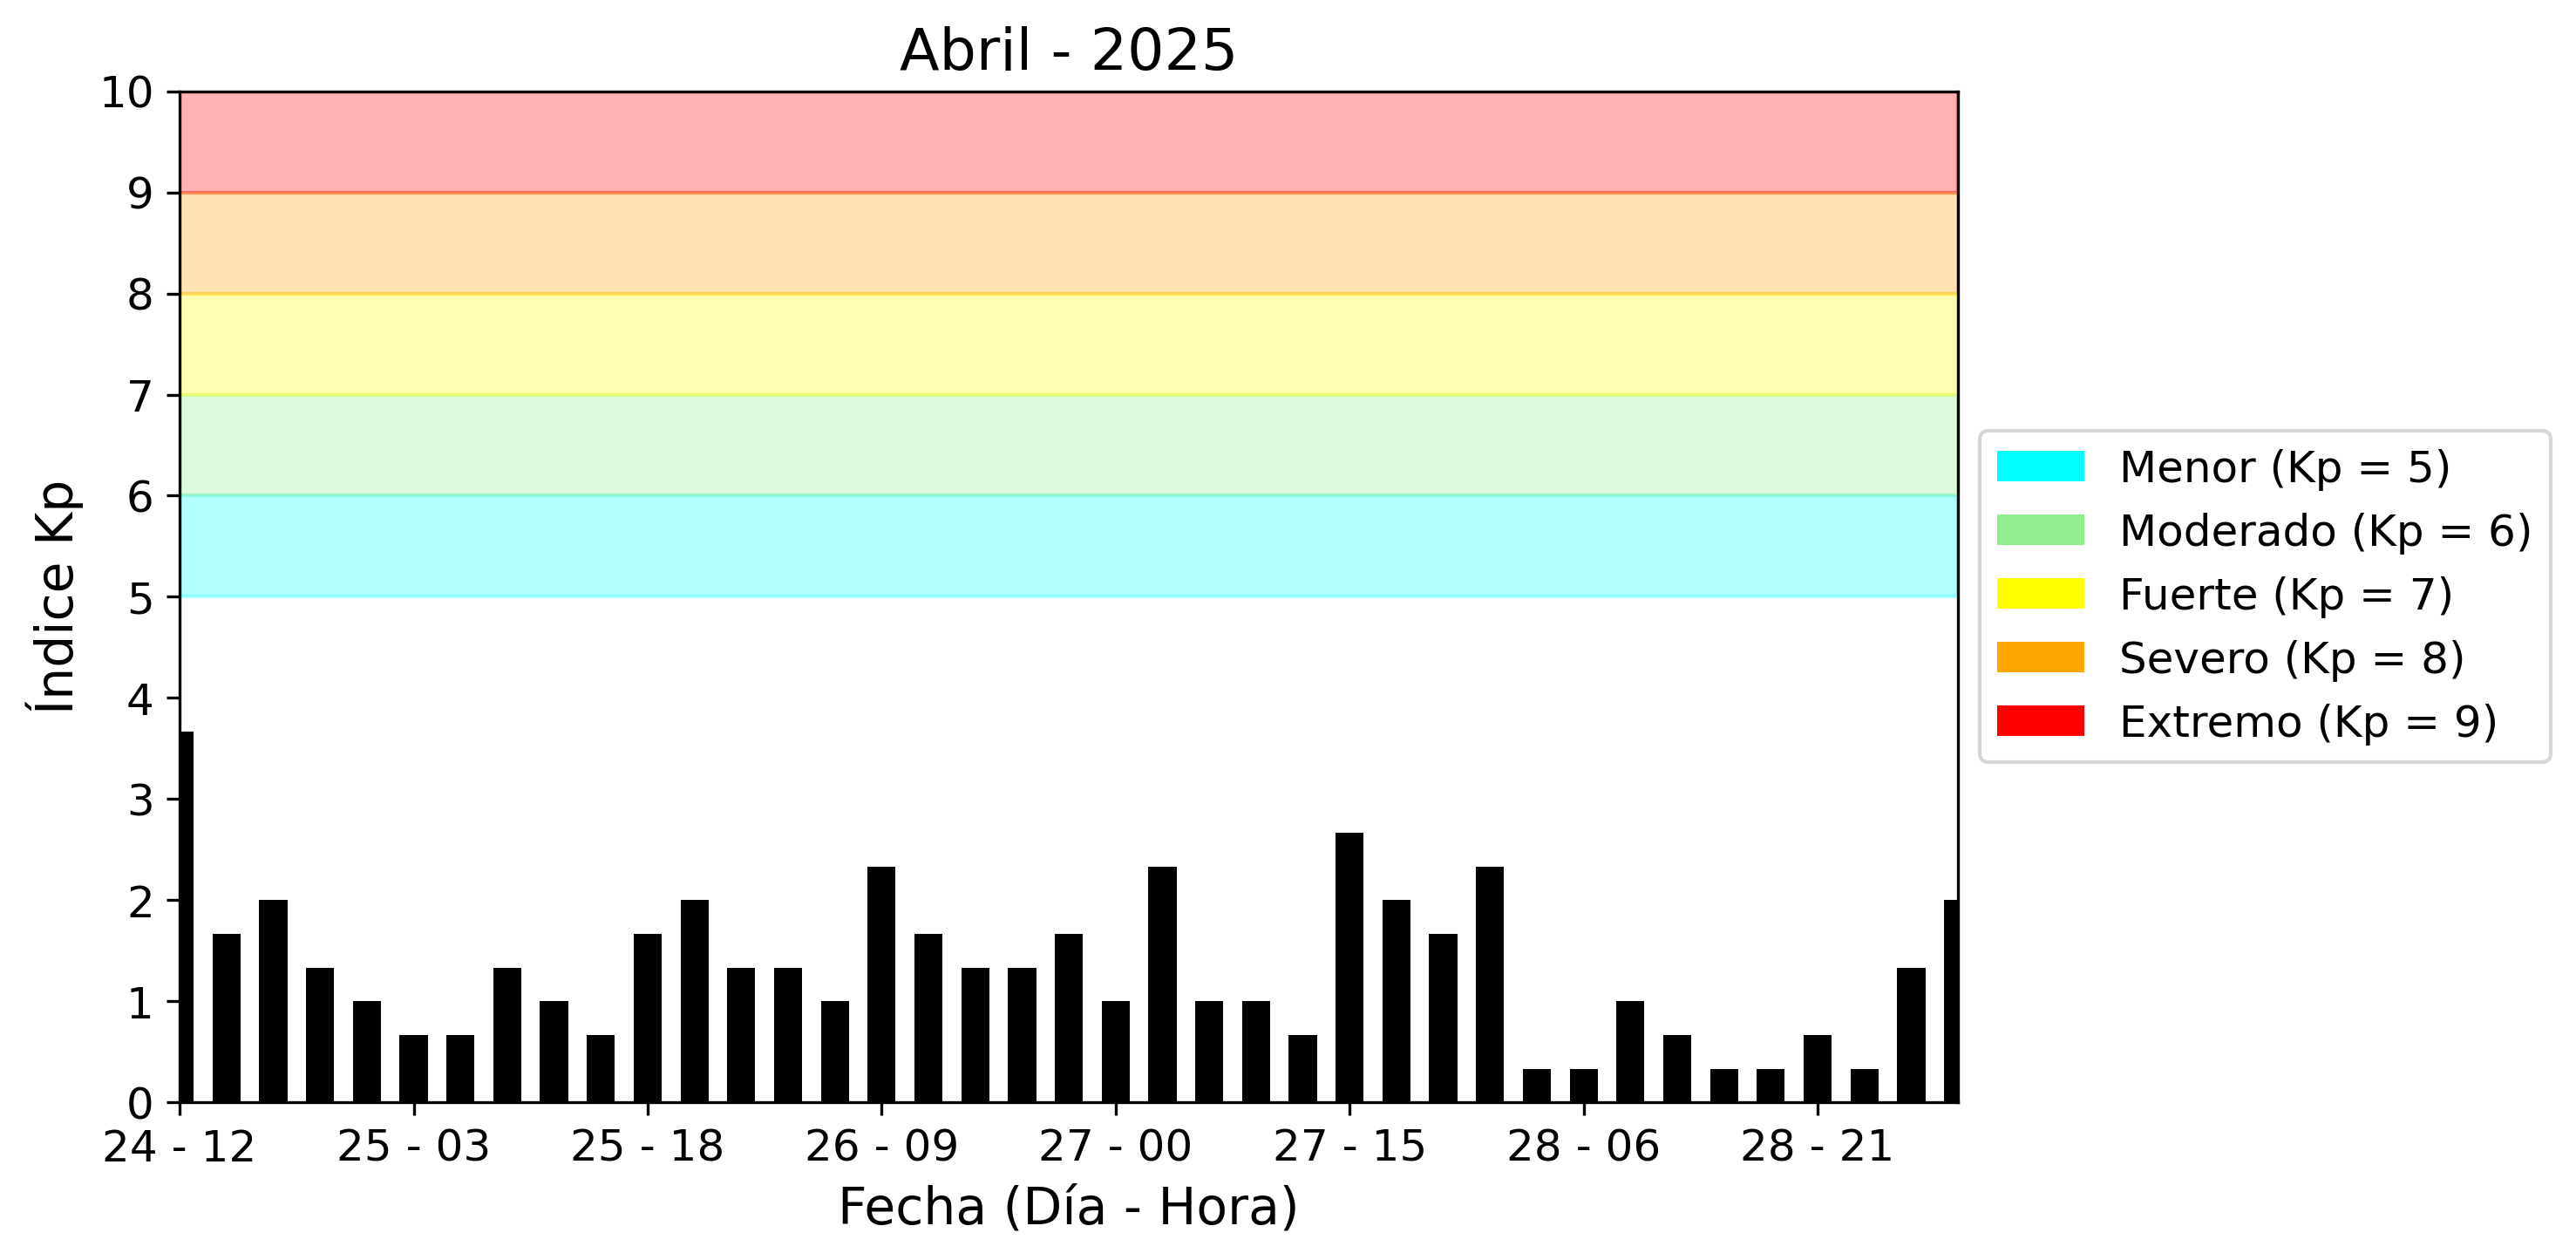 Abril - 2025
10
9
8
7
6
5
4
3
2
1
0
Índice Kp
24 - 12 25 - 03 25 - 18 26 - 09 27 - 00 27 - 15 28 - 06 28 - 21
Fecha (Día - Hora)
Menor (Kp = 5)
Moderado (Kp = 6)
Fuerte (Kp = 7)
Severo (Kp = 8)
Extremo (Kp = 9)